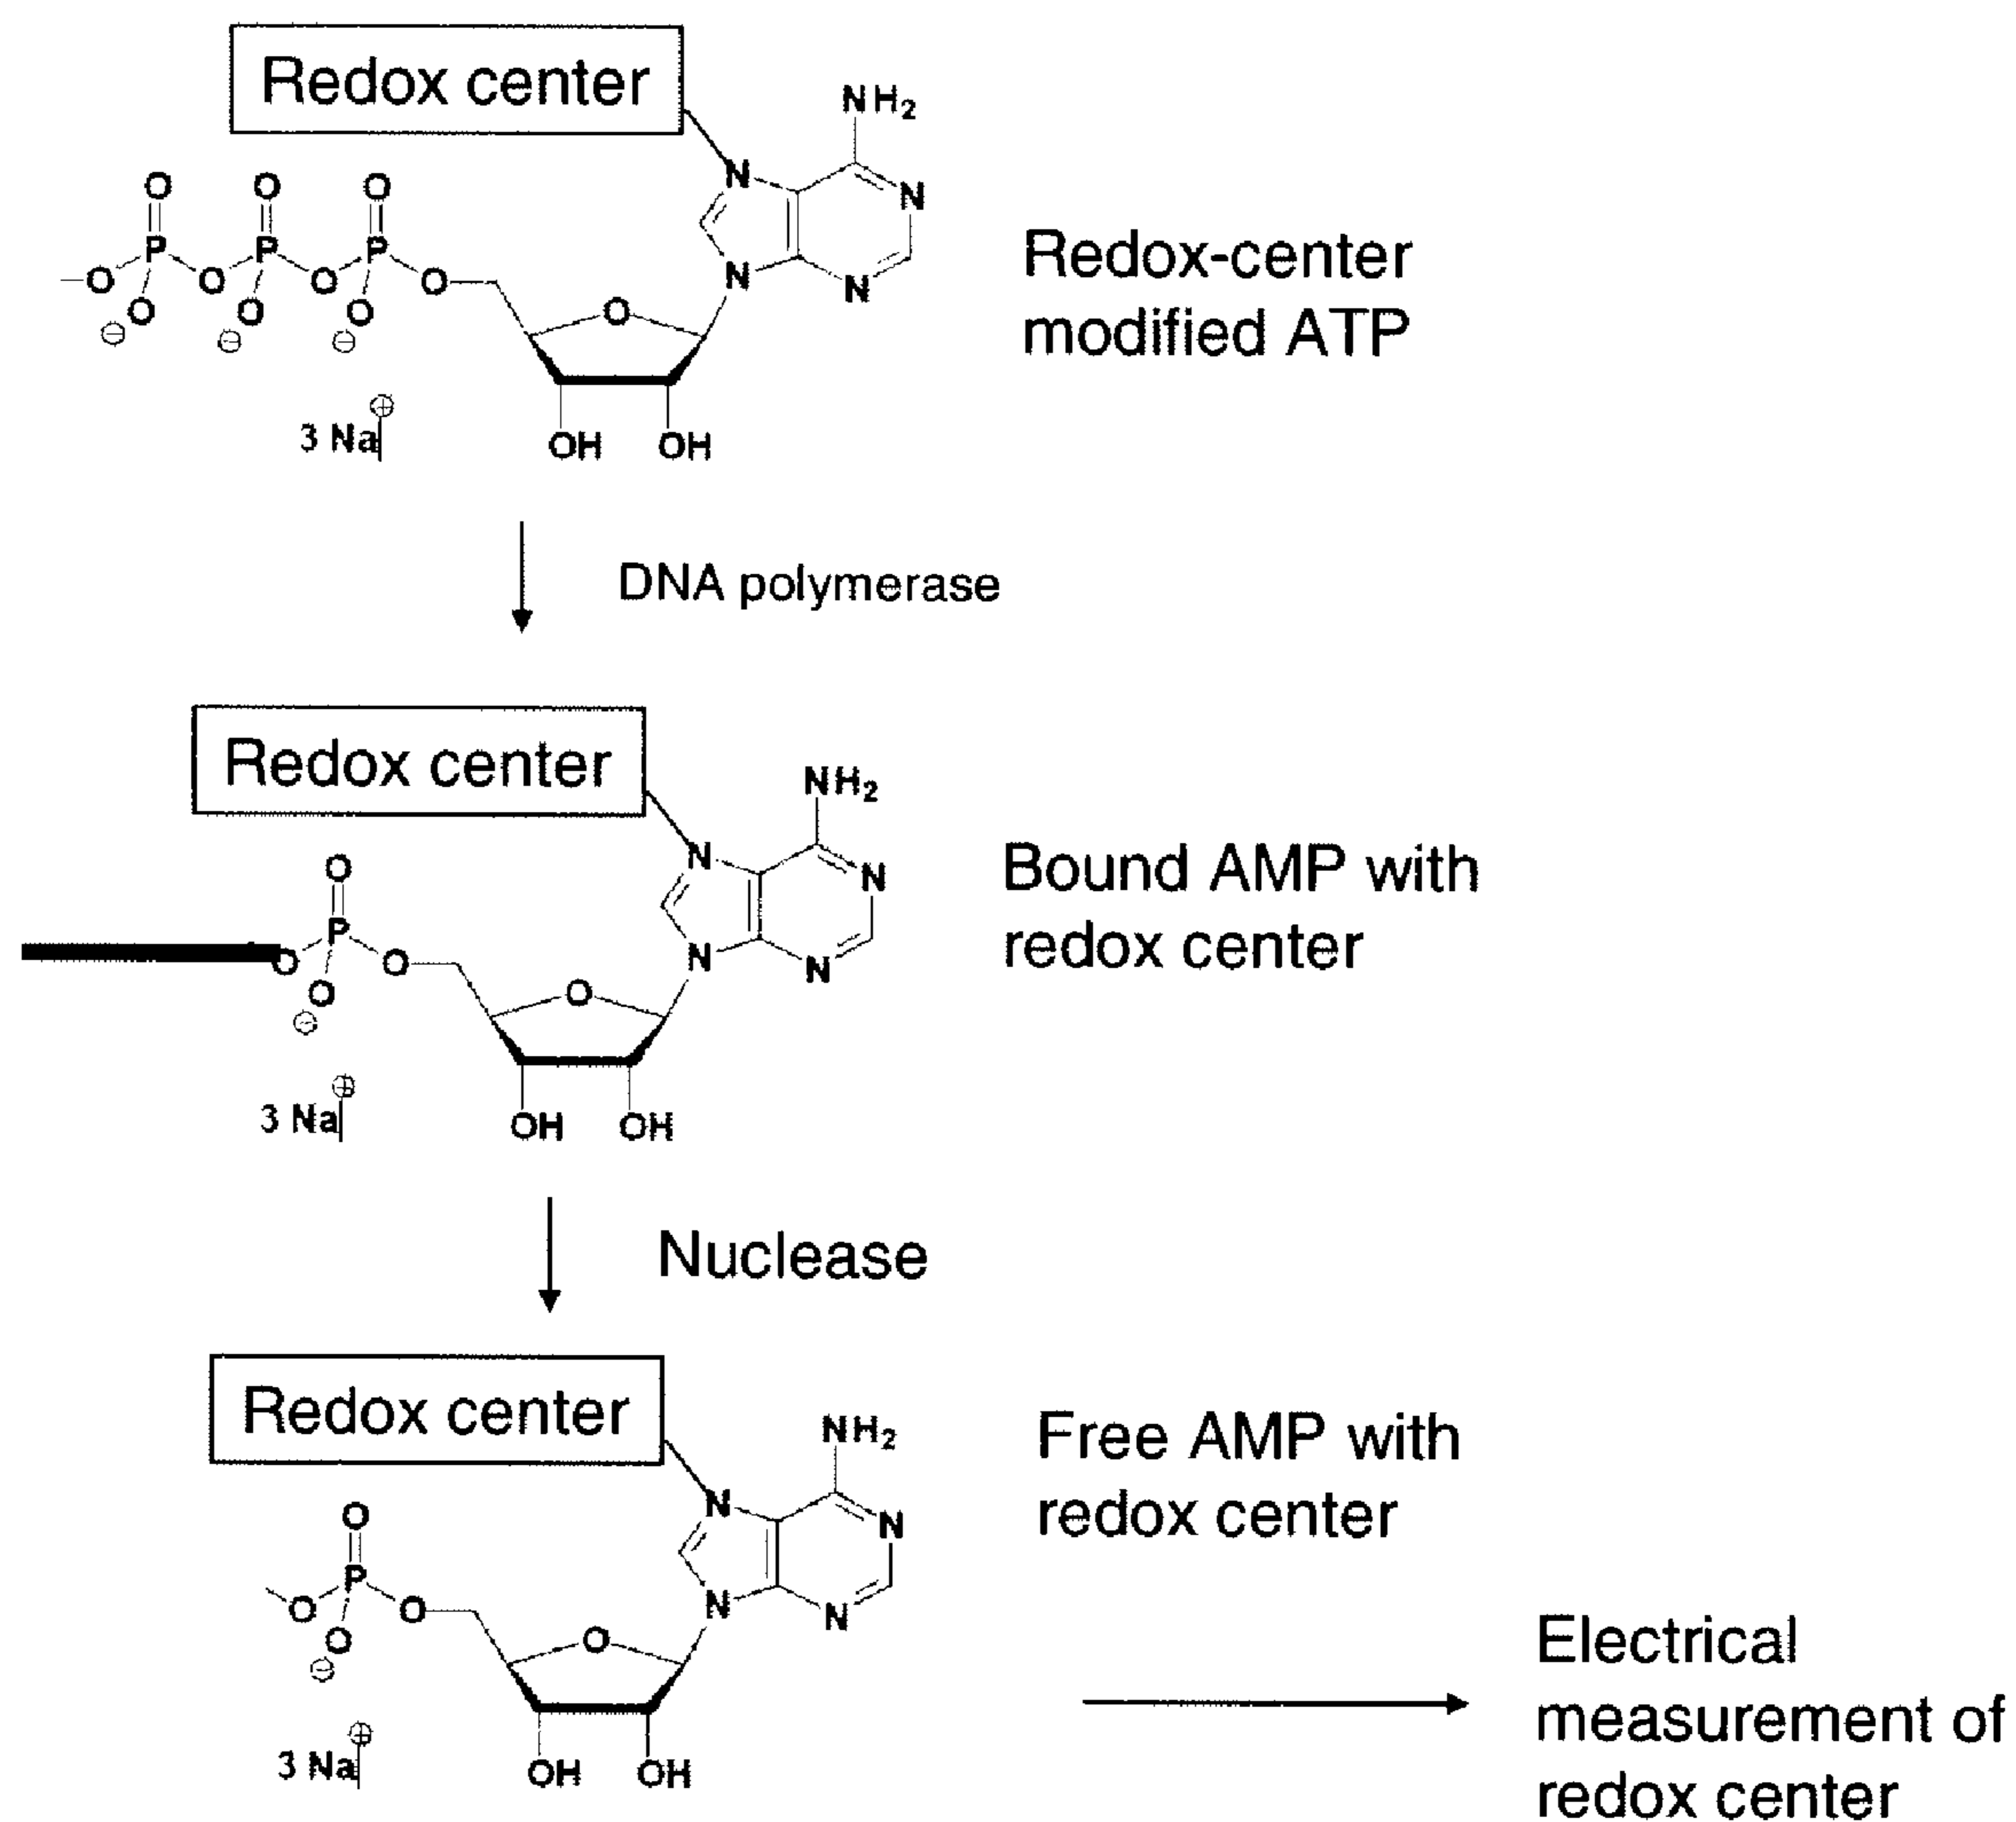 Redox center
NH2
N
N
N
N
O
O
O
P
P
P
O
O
O
O
O
O
O
O
⊖
⊖
⊖
3 Na⊕
OH
OH
Redox-center
modified ATP
DNA polymerase
Redox center
NH2
N
N
N
N
O
P
O
O
O
O
⊖
3 Na⊕
OH
OH
Bound AMP with
redox center
Nuclease
Redox center
NH2
N
N
N
N
O
P
O
O
O
O
⊖
3 Na⊕
OH
OH
Free AMP with
redox center
Electrical
measurement of
redox center